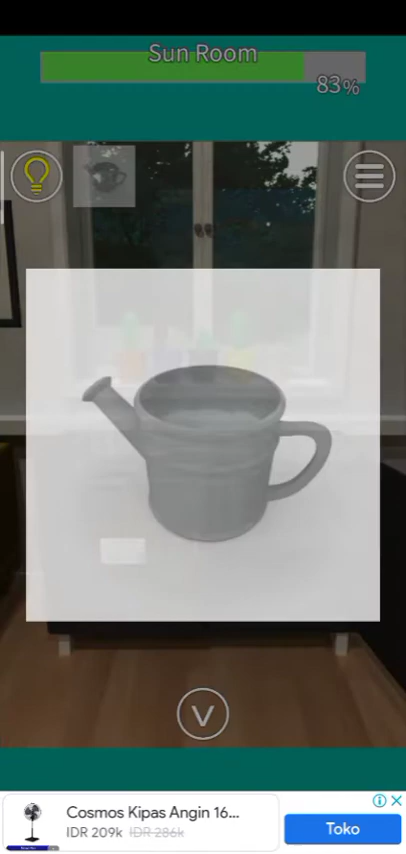 Sun Room
83%
Cosmos Kipas Angin 16...
IDR 209k IDR 286k
Toko